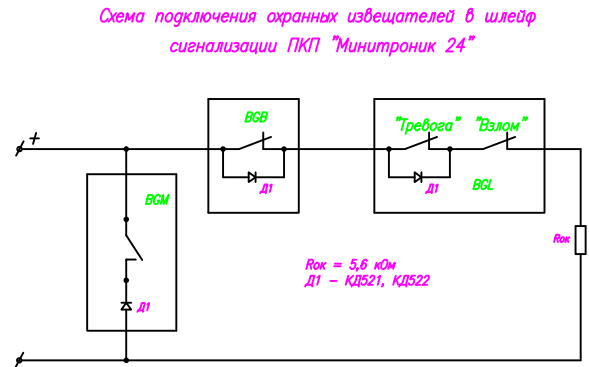 Схема подключения охранных извещателей в шлейф
сигнализации ПКП "Минитроник 24"
+
BGB
"Тревога" "Взлом"
Д1
Д1
BGL
BGM
Д1
Rок
Rок = 5,6 кОм
Д1 - КД521, КД522